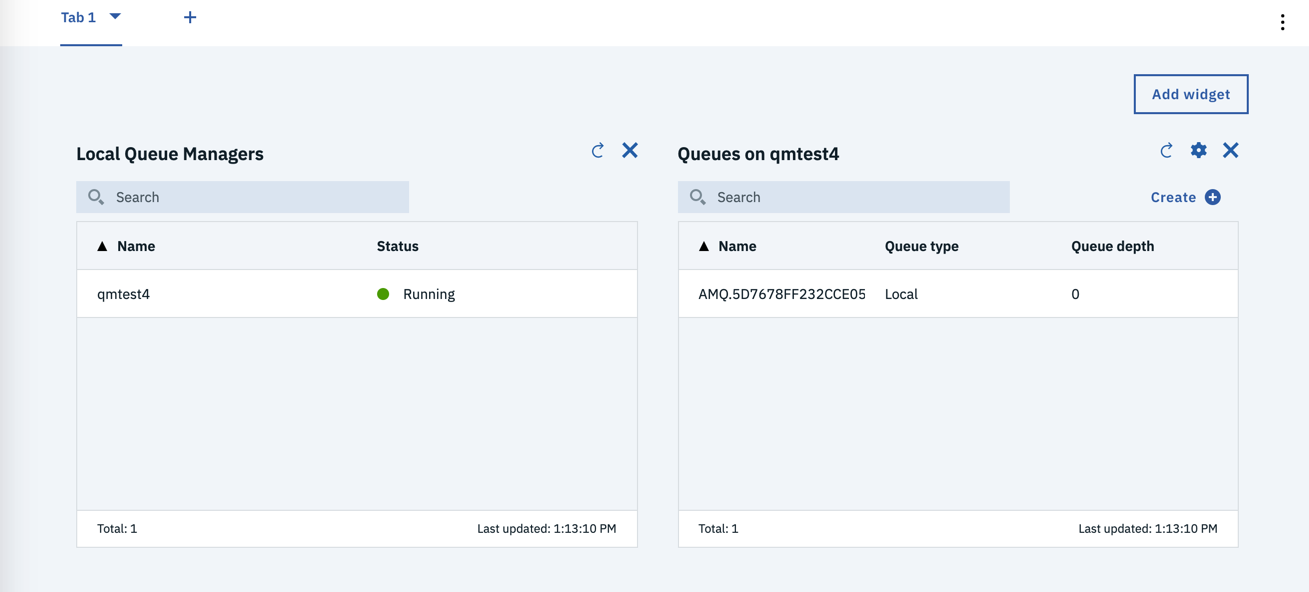 Tab 1
Add widget
Local Queue Managers
Search
Name Status
qmtest4 Running
Total: 1 Last updated: 1:13:10 PM
Queues on qmtest4
Search Create
Name Queue type Queue depth
AMQ.5D7678FF232CCE05 Local 0
Total: 1 Last updated: 1:13:10 PM